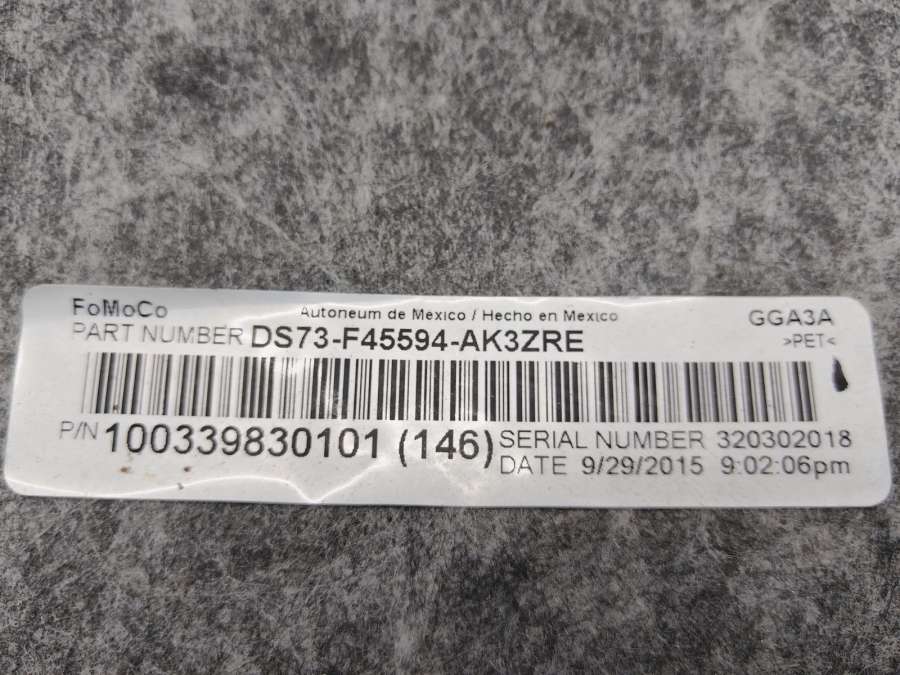 FoMoCo
Autoneum de Mexico / Hecho en Mexico
GGA3A
PART NUMBER DS73-F45594-AK3ZRE
>PET<
P/N 100339830101 (146)
SERIAL NUMBER 320302018
DATE 9/29/2015 9:02:06pm